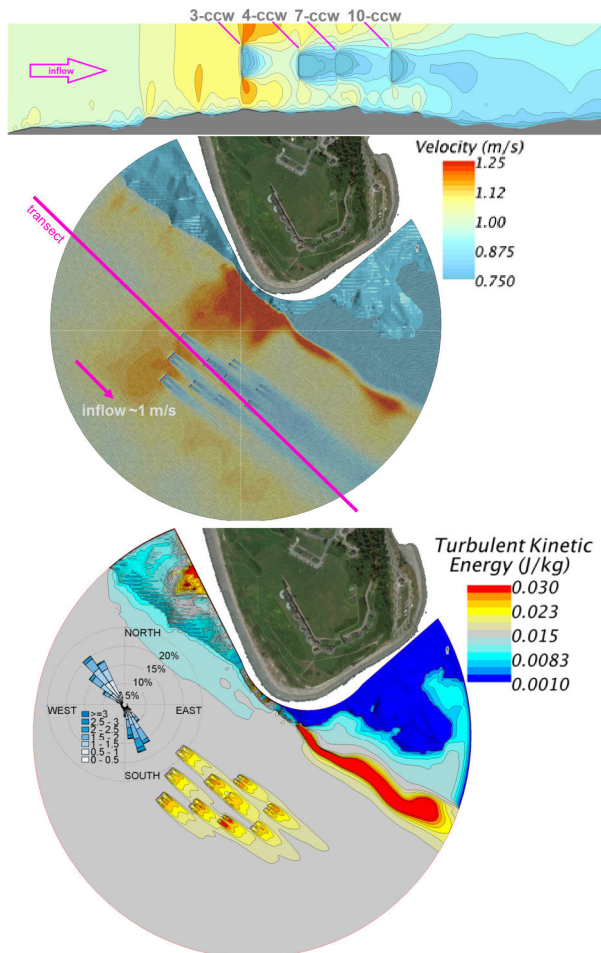 3-ccw 4-ccw 7-ccw 10-ccw
inflow
Velocity (m/s)
1.25
1.12
1.00
0.875
0.750
transect
inflow ~1 m/s
Turbulent Kinetic
Energy (J/kg)
0.030
0.023
0.015
0.0083
0.0010
NORTH
20%
15%
10%
5%
WEST
EAST
>=3
2.5 - 3
2 - 2.5
1.5 - 2
1 - 1.5
0.5 - 1
0 - 0.5
SOUTH